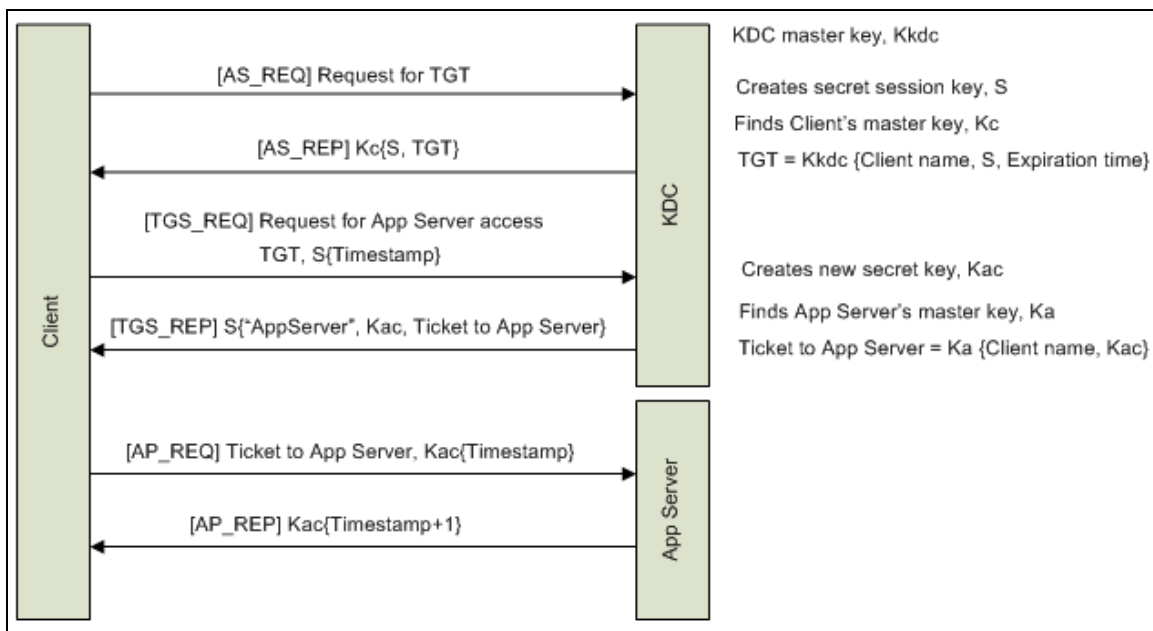 KDC master key, Kkdc
[AS_REQ] Request for TGT
Creates secret session key, S
Finds Client's master key, Kc
[AS_REP] Kc{S, TGT}
TGT = Kkdc {Client name, S, Expiration time}
KDC
[TGS_REQ] Request for App Server access
TGT, S{Timestamp}
Creates new secret key, Kac
Client
Finds App Server's master key, Ka
[TGS_REP] S{“AppServer”, Kac, Ticket to App Server}
Ticket to App Server = Ka {Client name, Kac}
[AP_REQ] Ticket to App Server, Kac{Timestamp}
App Server
[AP_REP] Kac{Timestamp+1}